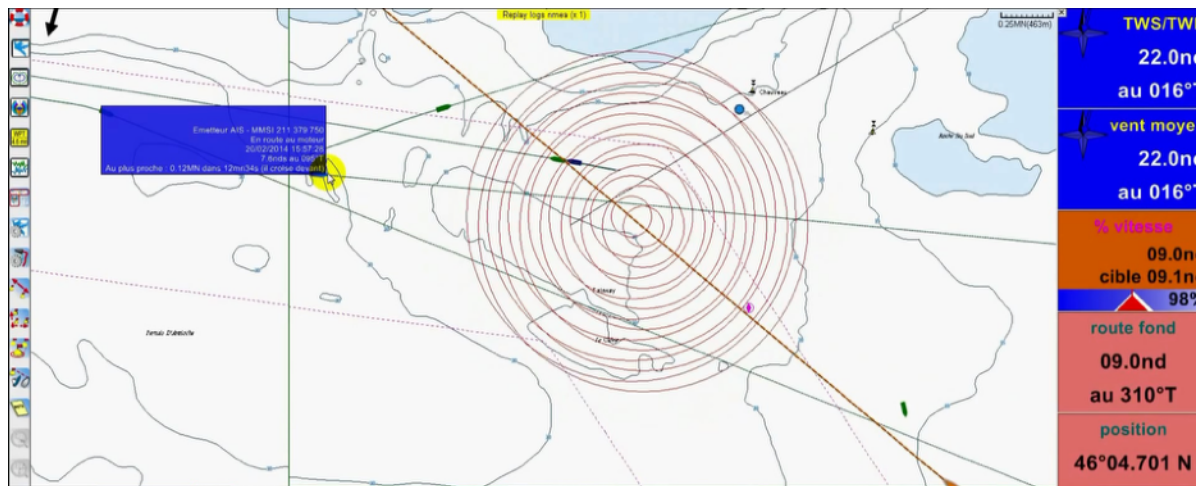 Replay logs nmea (x 1)
0.25MN(463m)
Emetteur AIS - MMSI 211 379 750
En route au moteur
20/02/2014 15:57:28
7.6nds au 095°T
Au plus proche : 0.12MN dans 12mn34s (il croise devant)
Chauveau
Pertuis D'Antioche
TWS/TW
22.0n
au 016°T
vent moye
22.0n
au 016°T
% vitesse
09.0n
cible 09.1n
98%
route fond
09.0nd
au 310°T
position
46°04.701 N